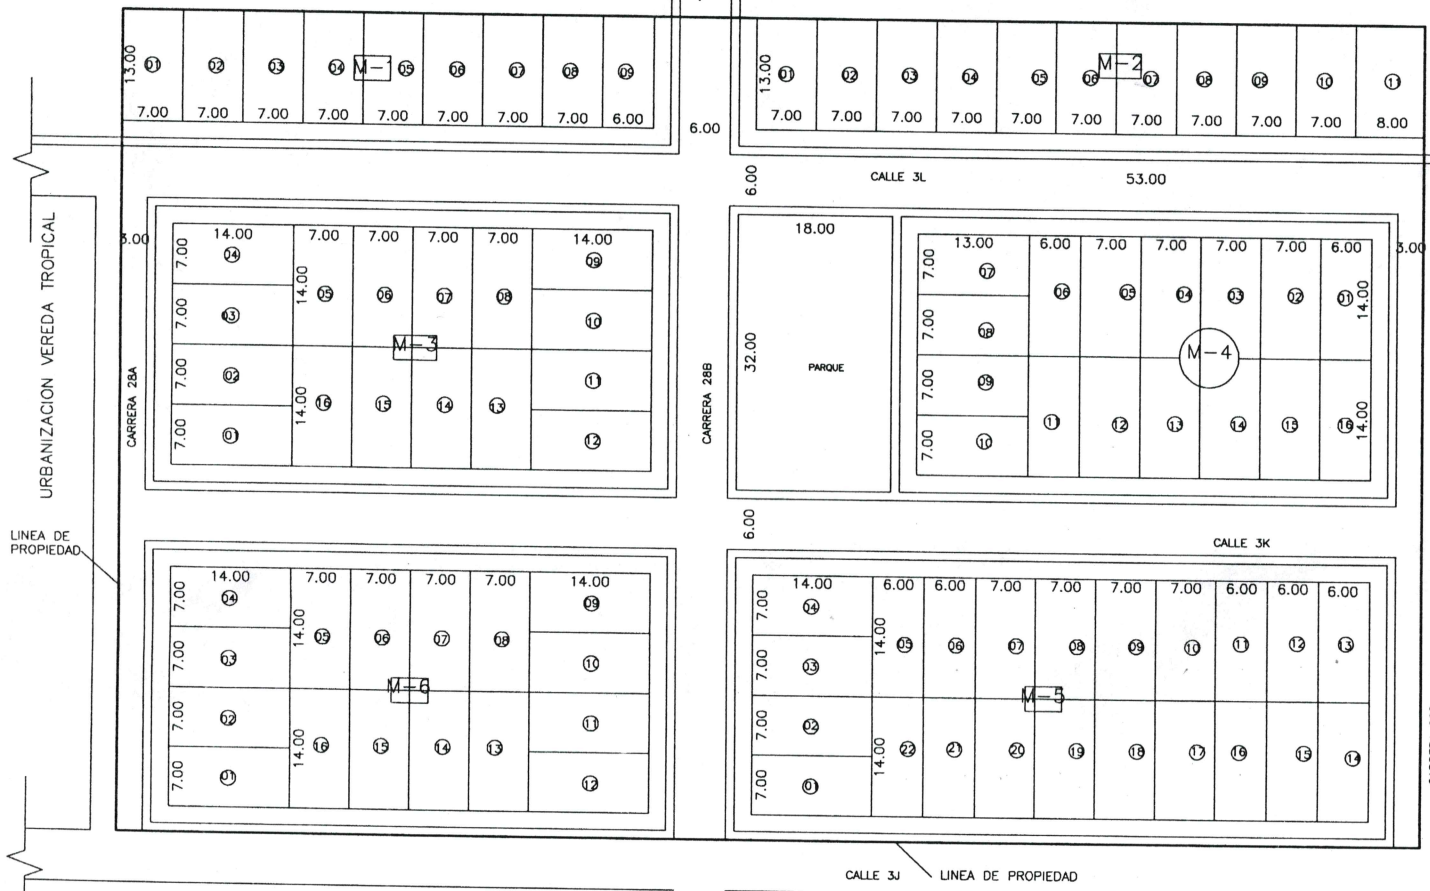 13.00
01 02 03 04 M-1 05 06 07 08 09
7.00 7.00 7.00 7.00 7.00 7.00 7.00 7.00 6.00
6.00
13.00
01 02 03 04 05 06 M-2 07 08 09 10 11
7.00 7.00 7.00 7.00 7.00 7.00 7.00 7.00 7.00 7.00 8.00
6.00
CALLE 3L
53.00
URBANIZACION VEREDA TROPICAL
3.00
CARRERA 28A
14.00 7.00 7.00 7.00 7.00 14.00
7.00 04 09
14.00 05 06 07 08
7.00 03 10
M-3
7.00 02 11
14.00 16 15 14 13
7.00 01 12
CARRERA 28B
18.00
32.00
PARQUE
13.00 6.00 7.00 7.00 7.00 7.00 6.00
3.00
7.00 07
06 05 04 03 02 01 14.00
7.00 08
M-4
7.00 09
11 12 13 14 15 16 14.00
7.00 10
LINEA DE
PROPIEDAD
6.00
CALLE 3K
14.00 7.00 7.00 7.00 7.00 14.00
7.00 04 09
14.00 05 06 07 08
7.00 03 10
M-6
7.00 02 11
14.00 16 15 14 13
7.00 01 12
14.00 6.00 6.00 7.00 7.00 7.00 7.00 6.00 6.00 6.00
7.00 04
14.00 05 06 07 08 09 10 11 12 13
7.00 03
M-5
7.00 02
14.00 22 21 20 19 18 17 16 15 14
7.00 01
CALLE 3J
LINEA DE PROPIEDAD